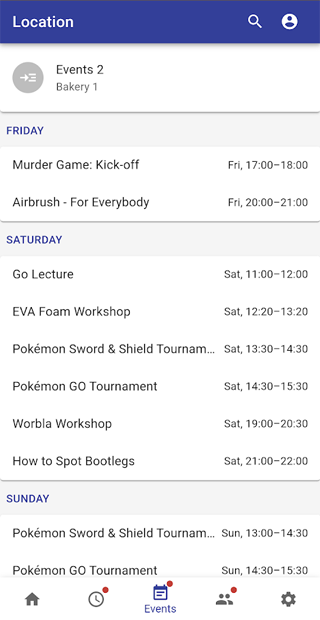 Location
Events 2
Bakery 1
FRIDAY
Murder Game: Kick-off Fri, 17:00–18:00
Airbrush - For Everybody Fri, 20:00–21:00
SATURDAY
Go Lecture Sat, 11:00–12:00
EVA Foam Workshop Sat, 12:20–13:20
Pokémon Sword & Shield Tournam... Sat, 13:30–14:30
Pokémon GO Tournament Sat, 14:30–15:30
Worbla Workshop Sat, 19:00–20:30
How to Spot Bootlegs Sat, 21:00–22:00
SUNDAY
Pokémon Sword & Shield Tournam... Sun, 13:00–14:30
Pokémon GO Tournament Sun, 14:30–15:30
Events